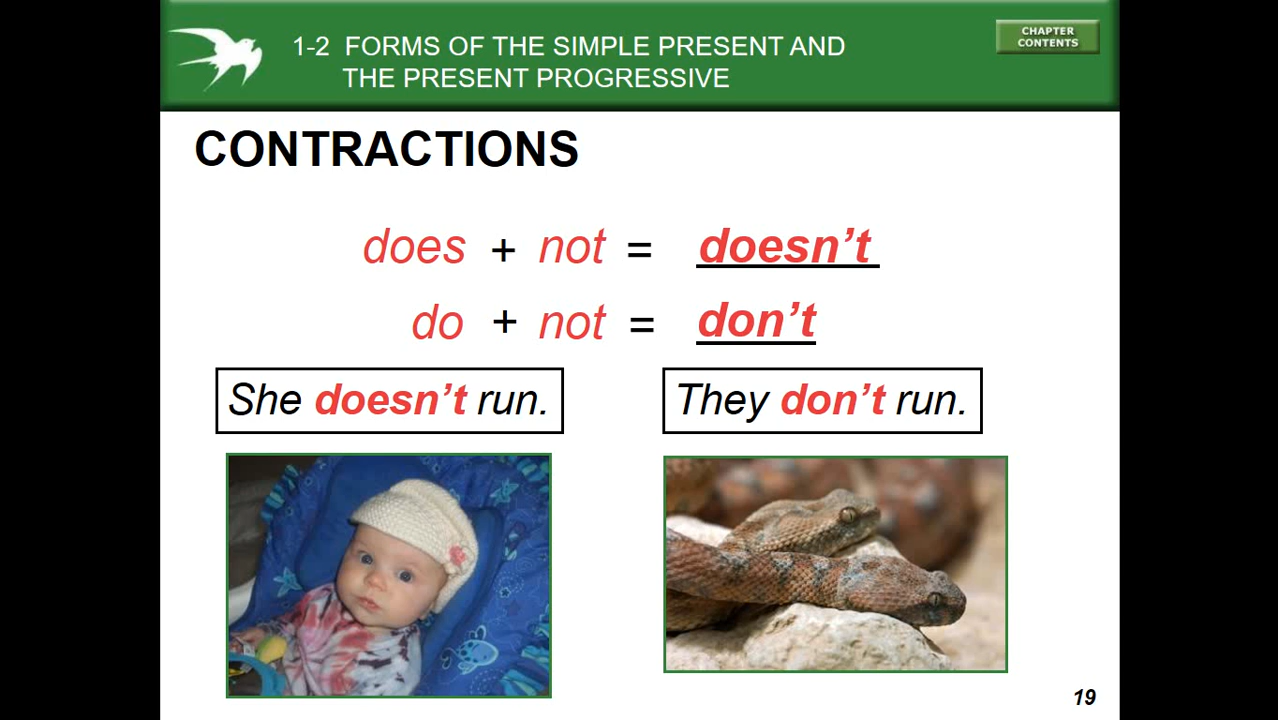 1-2 FORMS OF THE SIMPLE PRESENT AND
THE PRESENT PROGRESSIVE
CHAPTER
CONTENTS
CONTRACTIONS
does + not = doesn’t
do + not = don’t
She doesn’t run.
They don’t run.
19